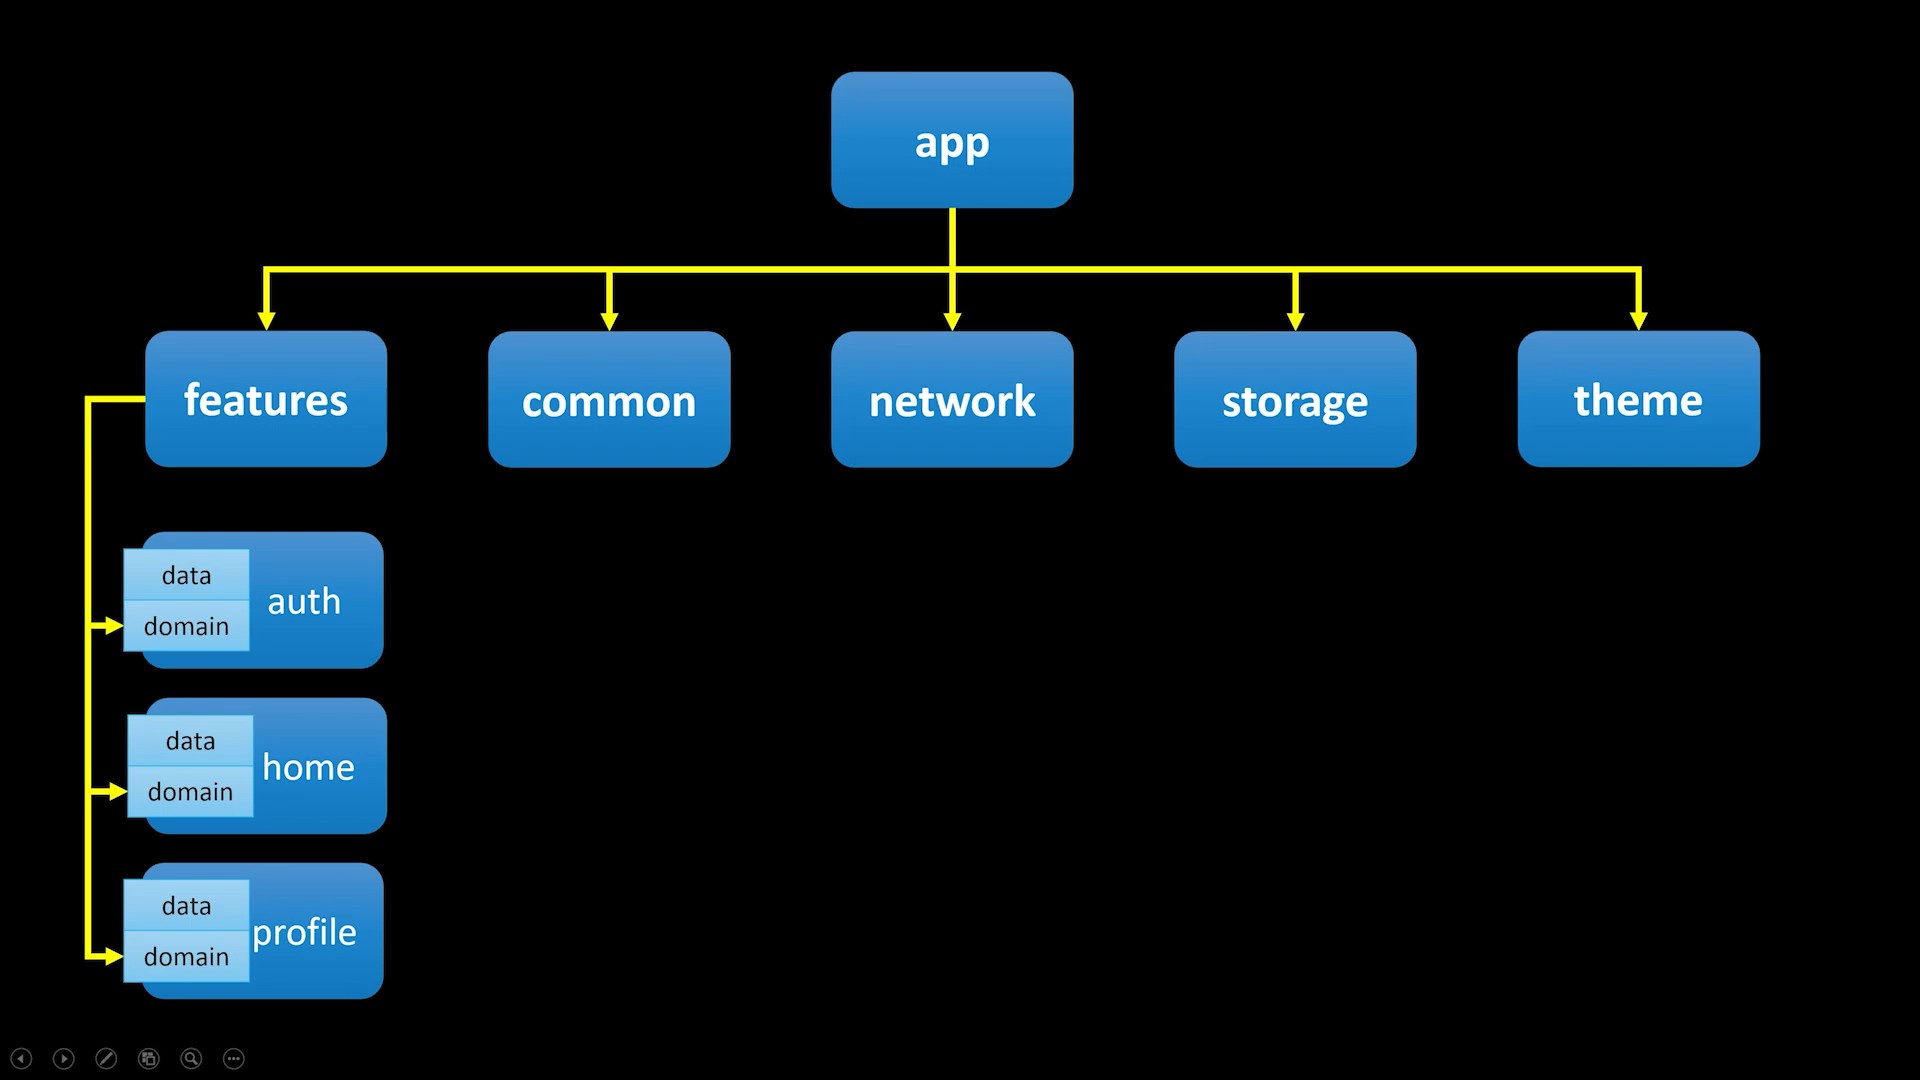 app
features
common
network
storage
theme
data
domain
auth
data
domain
home
data
domain
profile